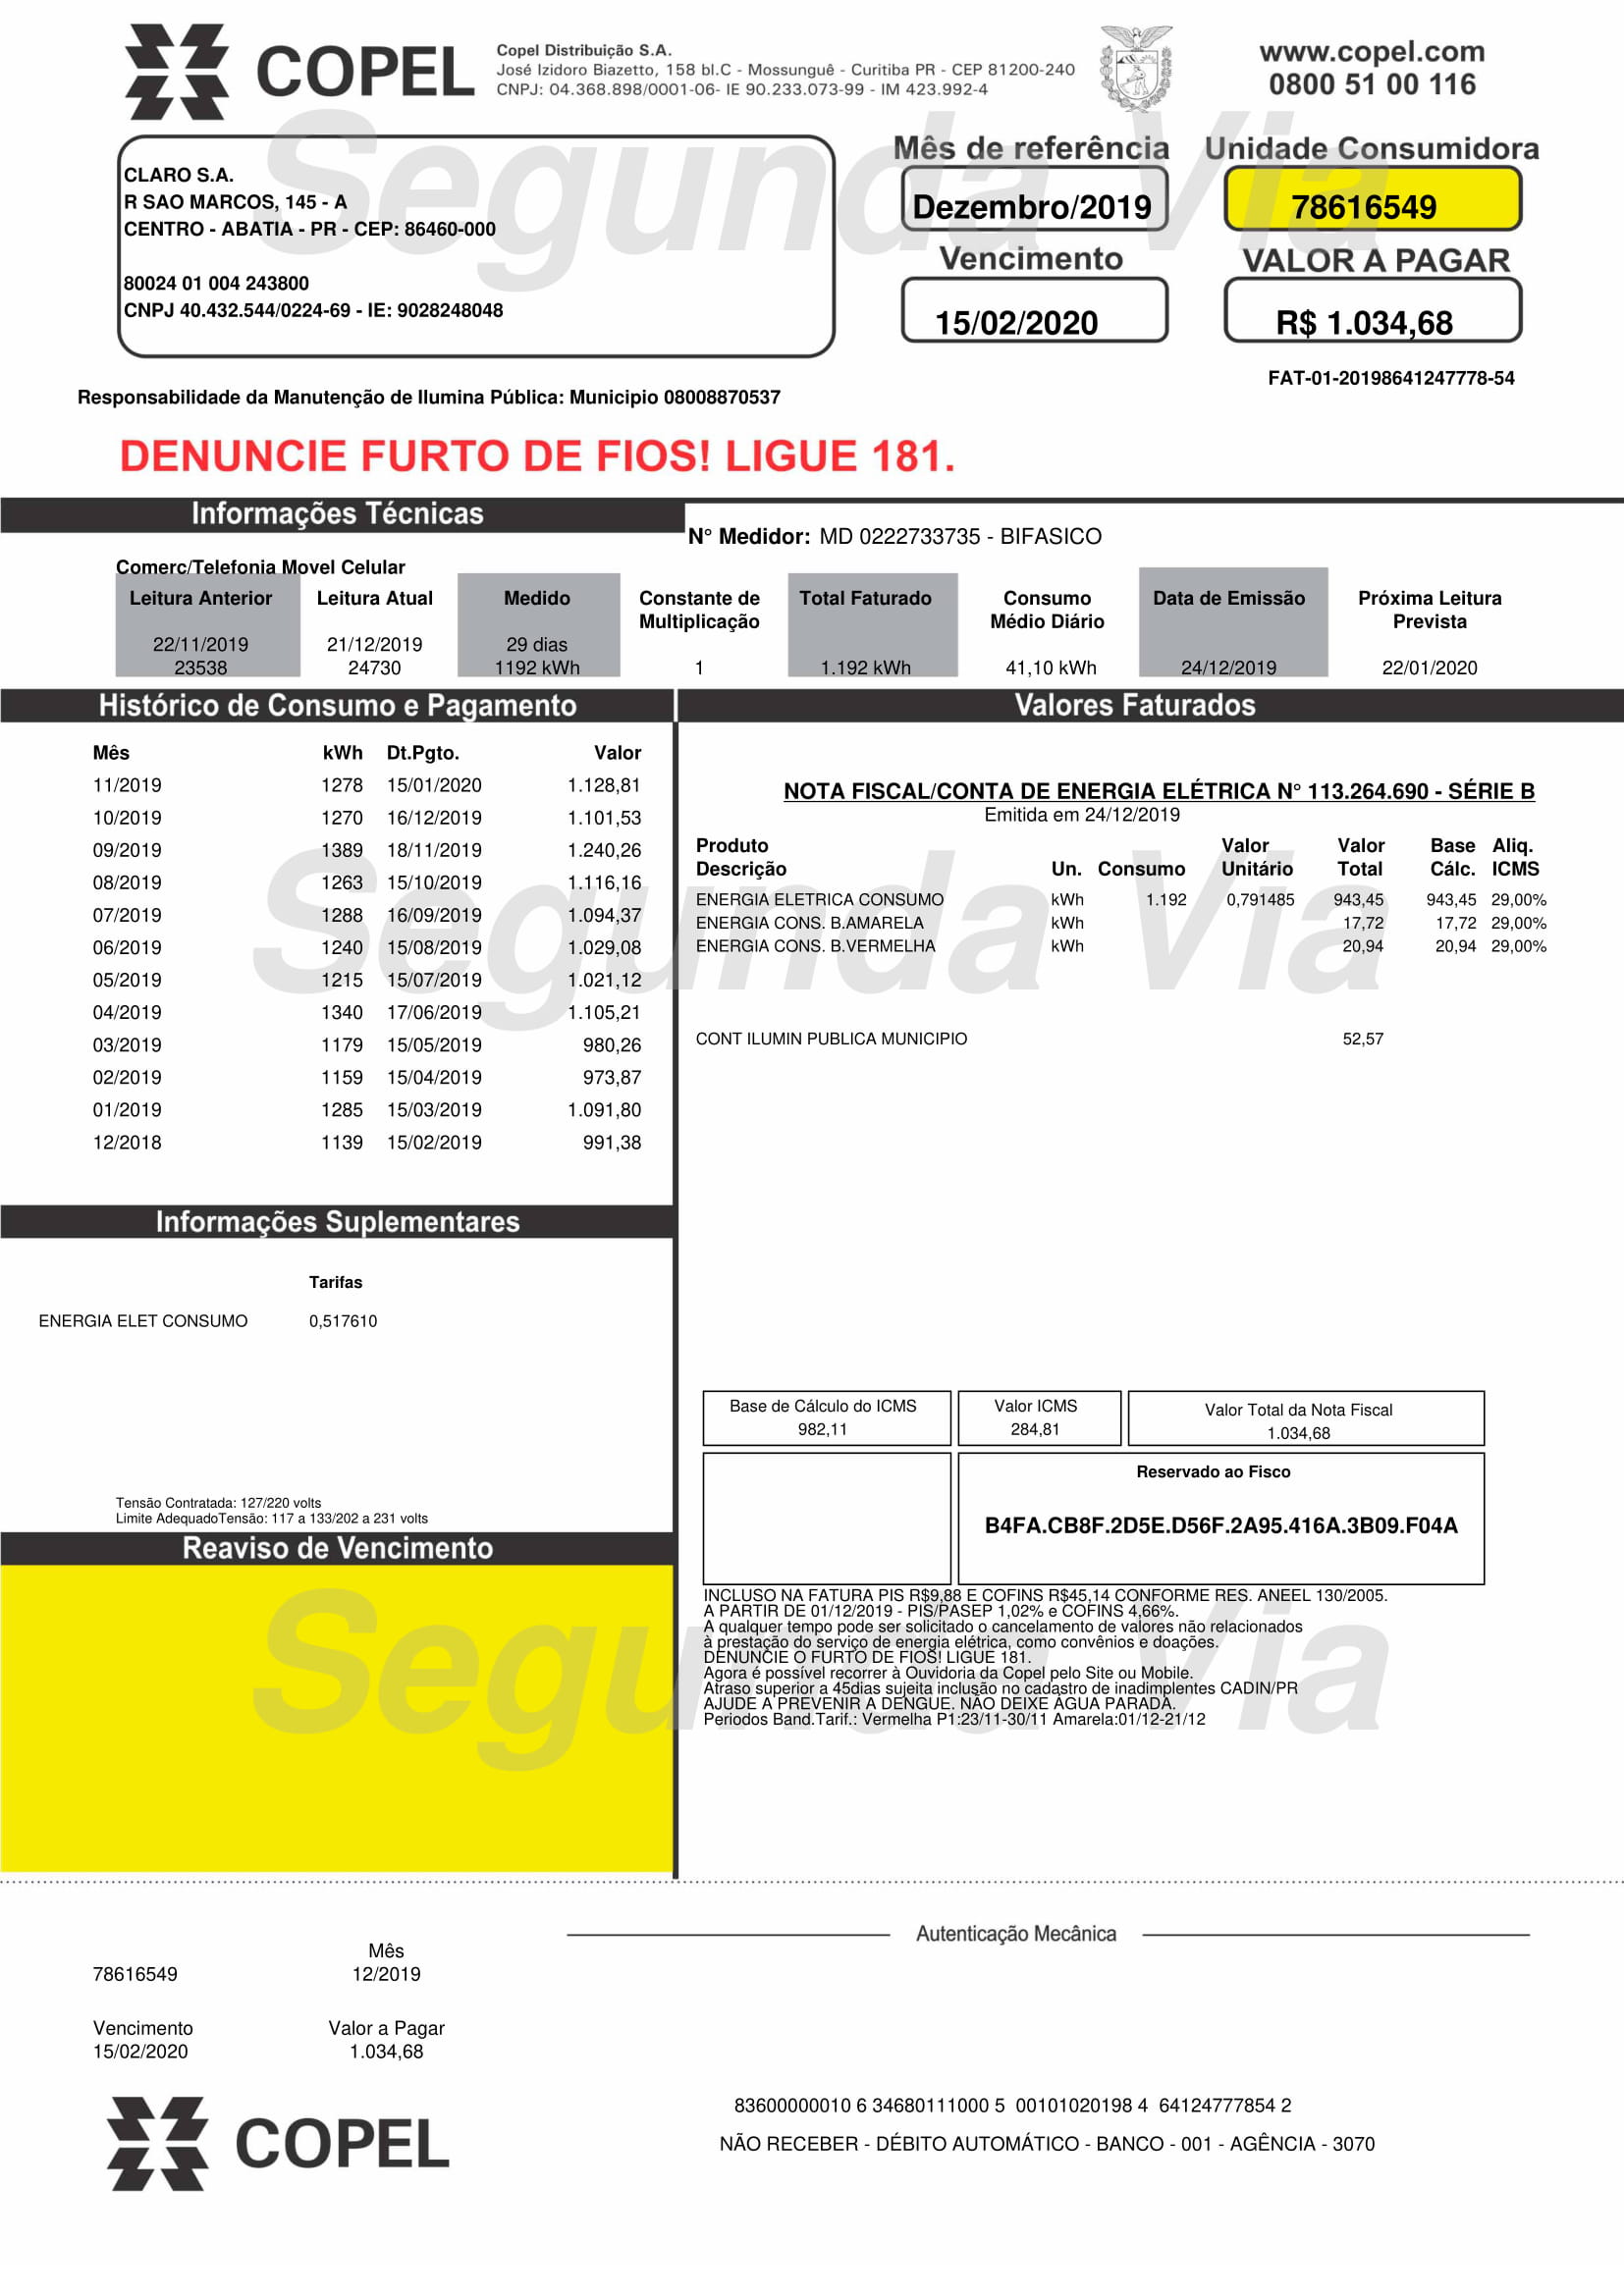 COPEL
Copel Distribuição S.A.
José Izidoro Biazetto, 158 bl.C - Mossunguê - Curitiba PR - CEP 81200-240
CNPJ: 04.368.898/0001-06- IE 90.233.073-99 - IM 423.992-4
www.copel.com
0800 51 00 116
Segunda Via
CLARO S.A.
R SAO MARCOS, 145 - A
CENTRO - ABATIA - PR - CEP: 86460-000
80024 01 004 243800
CNPJ 40.432.544/0224-69 - IE: 9028248048
Mês de referência Unidade Consumidora
Dezembro/2019 78616549
Vencimento VALOR A PAGAR
15/02/2020 R$ 1.034,68
FAT-01-20198641247778-54
Responsabilidade da Manutenção de Ilumina Pública: Municipio 08008870537
DENUNCIE FURTO DE FIOS! LIGUE 181.
Informações Técnicas
N° Medidor: MD 0222733735 - BIFASICO
Comerc/Telefonia Movel Celular
Leitura Anterior Leitura Atual Medido Constante de Total Faturado Consumo Data de Emissão Próxima Leitura
Multiplicação Médio Diário Prevista
22/11/2019 21/12/2019 29 dias
23538 24730 1192 kWh 1 1.192 kWh 41,10 kWh 24/12/2019 22/01/2020
Histórico de Consumo e Pagamento
Mês kWh Dt.Pgto. Valor
11/2019 1278 15/01/2020 1.128,81
10/2019 1270 16/12/2019 1.101,53
09/2019 1389 18/11/2019 1.240,26
08/2019 1263 15/10/2019 1.116,16
07/2019 1288 16/09/2019 1.094,37
06/2019 1240 15/08/2019 1.029,08
05/2019 1215 15/07/2019 1.021,12
04/2019 1340 17/06/2019 1.105,21
03/2019 1179 15/05/2019 980,26
02/2019 1159 15/04/2019 973,87
01/2019 1285 15/03/2019 1.091,80
12/2018 1139 15/02/2019 991,38
Valores Faturados
NOTA FISCAL/CONTA DE ENERGIA ELÉTRICA N° 113.264.690 - SÉRIE B
Emitida em 24/12/2019
Produto Valor Valor Base Aliq.
Descrição Un. Consumo Unitário Total Cálc. ICMS
ENERGIA ELETRICA CONSUMO kWh 1.192 0,791485 943,45 943,45 29,00%
ENERGIA CONS. B.AMARELA kWh 17,72 17,72 29,00%
ENERGIA CONS. B.VERMELHA kWh 20,94 20,94 29,00%
CONT ILUMIN PUBLICA MUNICIPIO 52,57
Segunda Via
Informações Suplementares
Tarifas
ENERGIA ELET CONSUMO 0,517610
Tensão Contratada: 127/220 volts
Limite AdequadoTensão: 117 a 133/202 a 231 volts
Reaviso de Vencimento
Base de Cálculo do ICMS Valor ICMS Valor Total da Nota Fiscal
982,11 284,81 1.034,68
Reservado ao Fisco
B4FA.CB8F.2D5E.D56F.2A95.416A.3B09.F04A
INCLUSO NA FATURA PIS R$9,88 E COFINS R$45,14 CONFORME RES. ANEEL 130/2005.
A PARTIR DE 01/12/2019 - PIS/PASEP 1,02% e COFINS 4,66%.
A qualquer tempo pode ser solicitado o cancelamento de valores não relacionados
à prestação do serviço de energia elétrica, como convênios e doações.
DENUNCIE O FURTO DE FIOS! LIGUE 181.
Agora é possível recorrer à Ouvidoria da Copel pelo Site ou Mobile.
Atraso superior a 45dias sujeita inclusão no cadastro de inadimplentes CADIN/PR
AJUDE A PREVENIR A DENGUE. NÃO DEIXE ÁGUA PARADA.
Periodos Band.Tarif.: Vermelha P1:23/11-30/11 Amarela:01/12-21/12
Segunda Via
Autenticação Mecânica
Mês
78616549 12/2019
Vencimento Valor a Pagar
15/02/2020 1.034,68
COPEL
83600000010 6 34680111000 5 00101020198 4 64124777854 2
NÃO RECEBER - DÉBITO AUTOMÁTICO - BANCO - 001 - AGÊNCIA - 3070